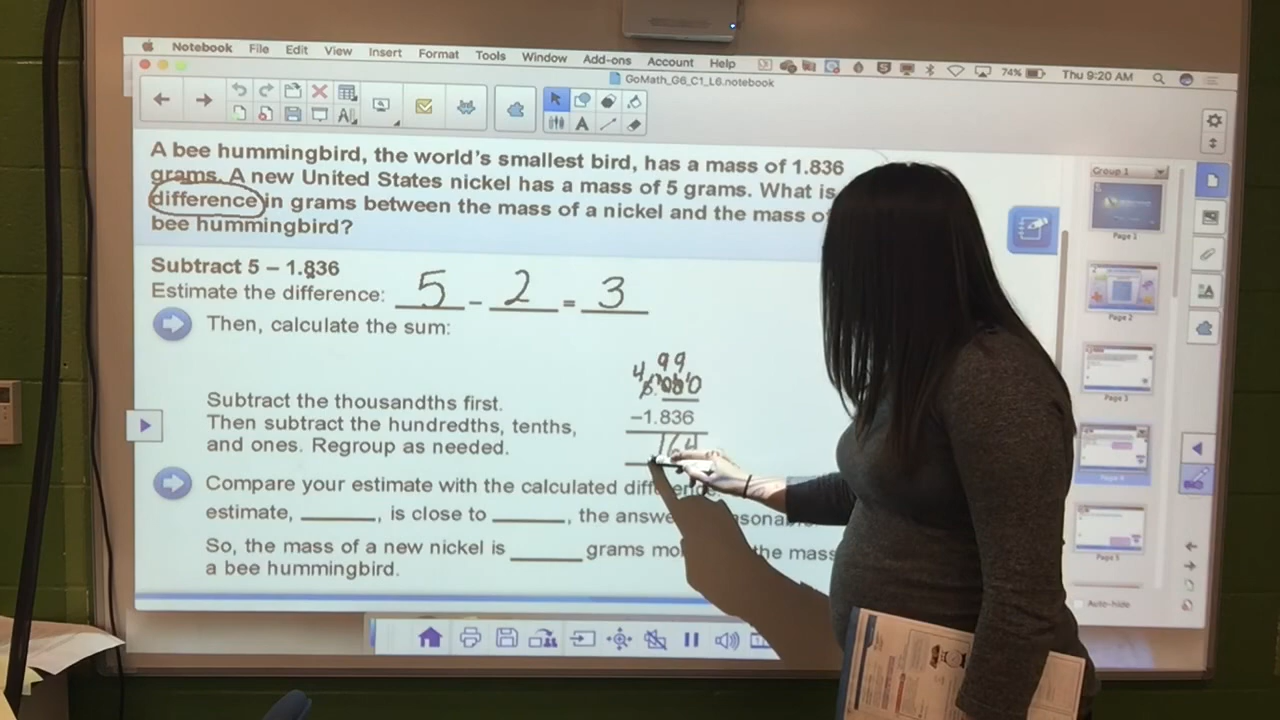 Notebook File Edit View Insert Format Tools Window Add-ons Account Help 74% Thu 9:20 AM
GoMath_G6_C1_L6.notebook
A bee hummingbird, the world's smallest bird, has a mass of 1.836
grams. A new United States nickel has a mass of 5 grams. What is
difference in grams between the mass of a nickel and the mass
bee hummingbird?
Subtract 5 – 1.836
Estimate the difference: 5 - 2 = 3
Then, calculate the sum:
4 99
Subtract the thousandths first.
Then subtract the hundredths, tenths,
–1.836
and ones. Regroup as needed.
164
Compare your estimate with the calculated
estimate, ______, is close to ______, the
So, the mass of a new nickel is ______ grams the mass
a bee hummingbird.
Group 1
Page 1
Page 2
Page 3
Page 4
Page 5
Auto-hide